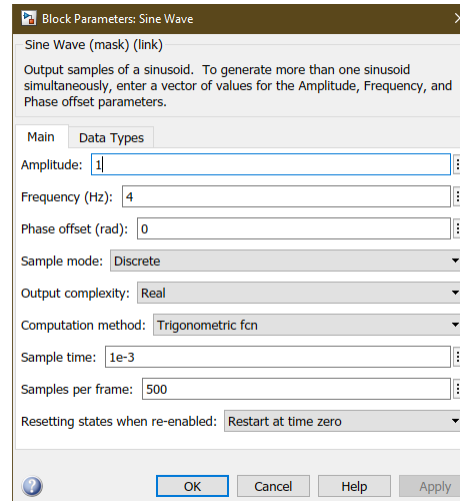 Block Parameters: Sine Wave
Sine Wave (mask) (link)
Output samples of a sinusoid.  To generate more than one sinusoid
simultaneously, enter a vector of values for the Amplitude, Frequency, and
Phase offset parameters.
Main Data Types
Amplitude: 1
Frequency (Hz): 4
Phase offset (rad): 0
Sample mode: Discrete
Output complexity: Real
Computation method: Trigonometric fcn
Sample time: 1e-3
Samples per frame: 500
Resetting states when re-enabled: Restart at time zero
OK Cancel Help Apply